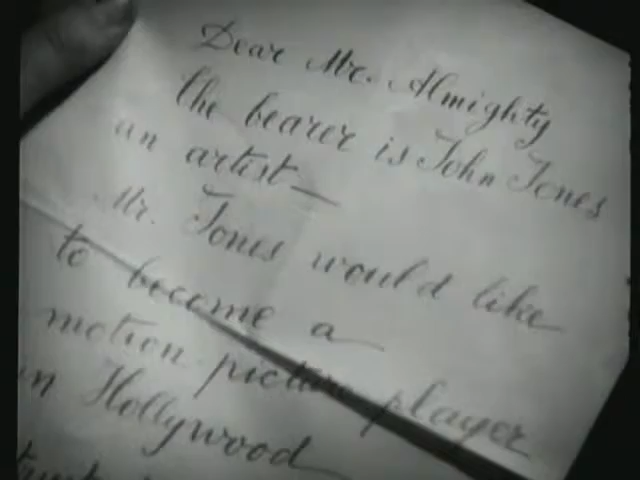 Dear Mr. Almighty
the bearer is John Jones
an artist—
Mr. Jones would like
to become a
motion picture player
in Hollywood